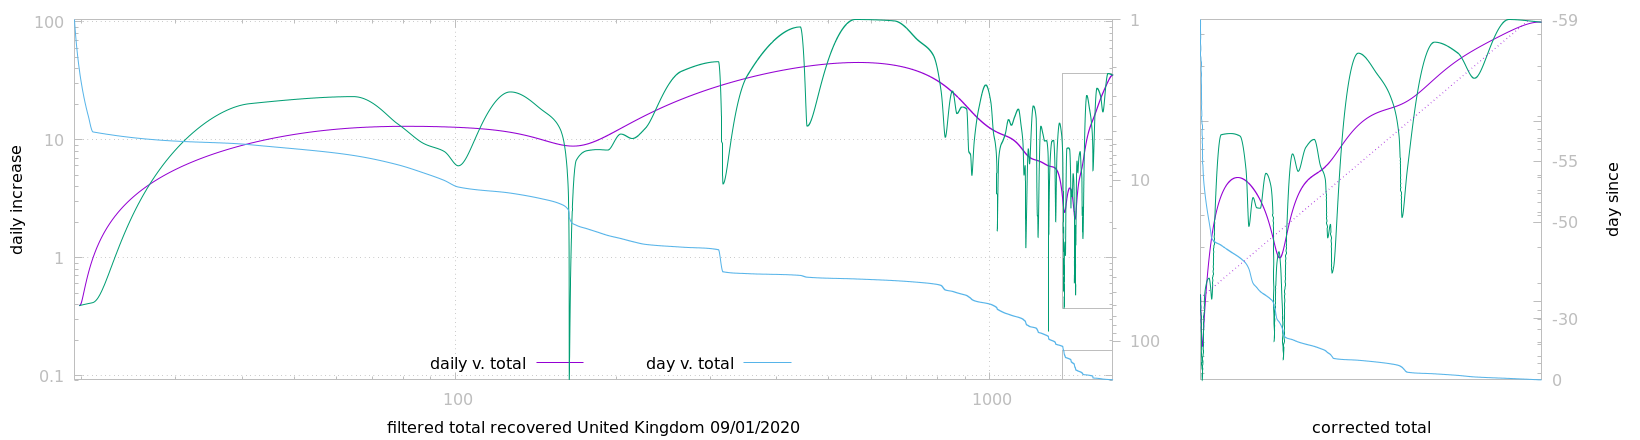 100
10
1
0.1
daily increase
daily v. total
day v. total
100
1000
1
10
100
filtered total recovered United Kingdom 09/01/2020
-59
-55
-50
-30
0
day since
corrected total